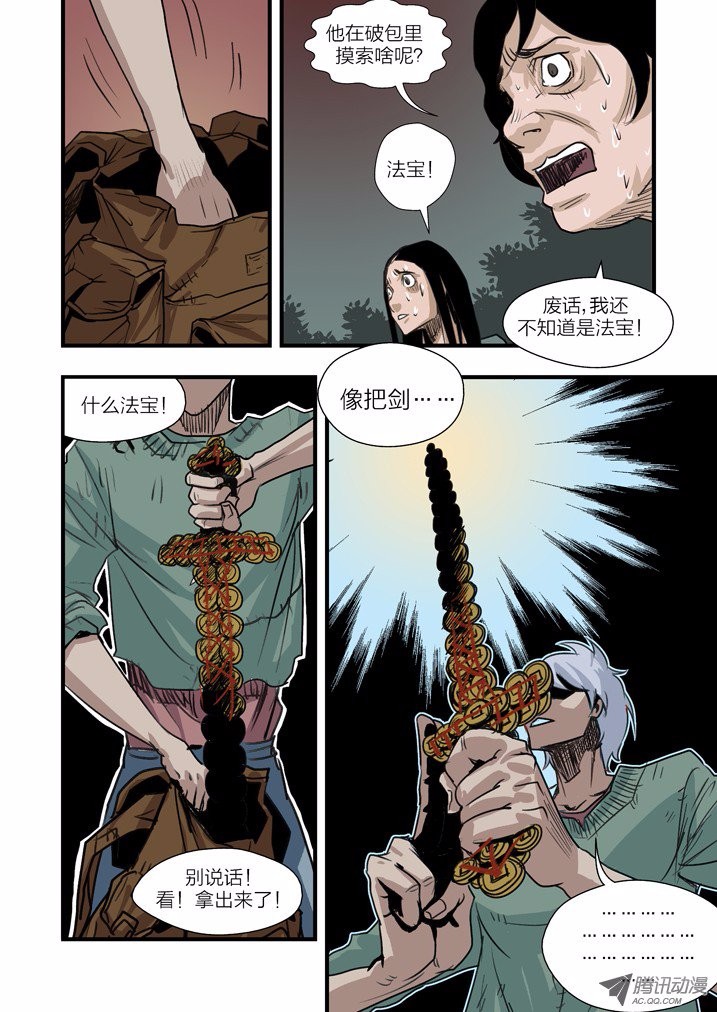 他在破包里
摸索啥呢？
法宝！
废话，我还
不知道是法宝！
什么法宝！
像把剑……
别说话！
看！拿出来了！
…………
………………
………………
……
腾讯动漫
AC.QQ.COM